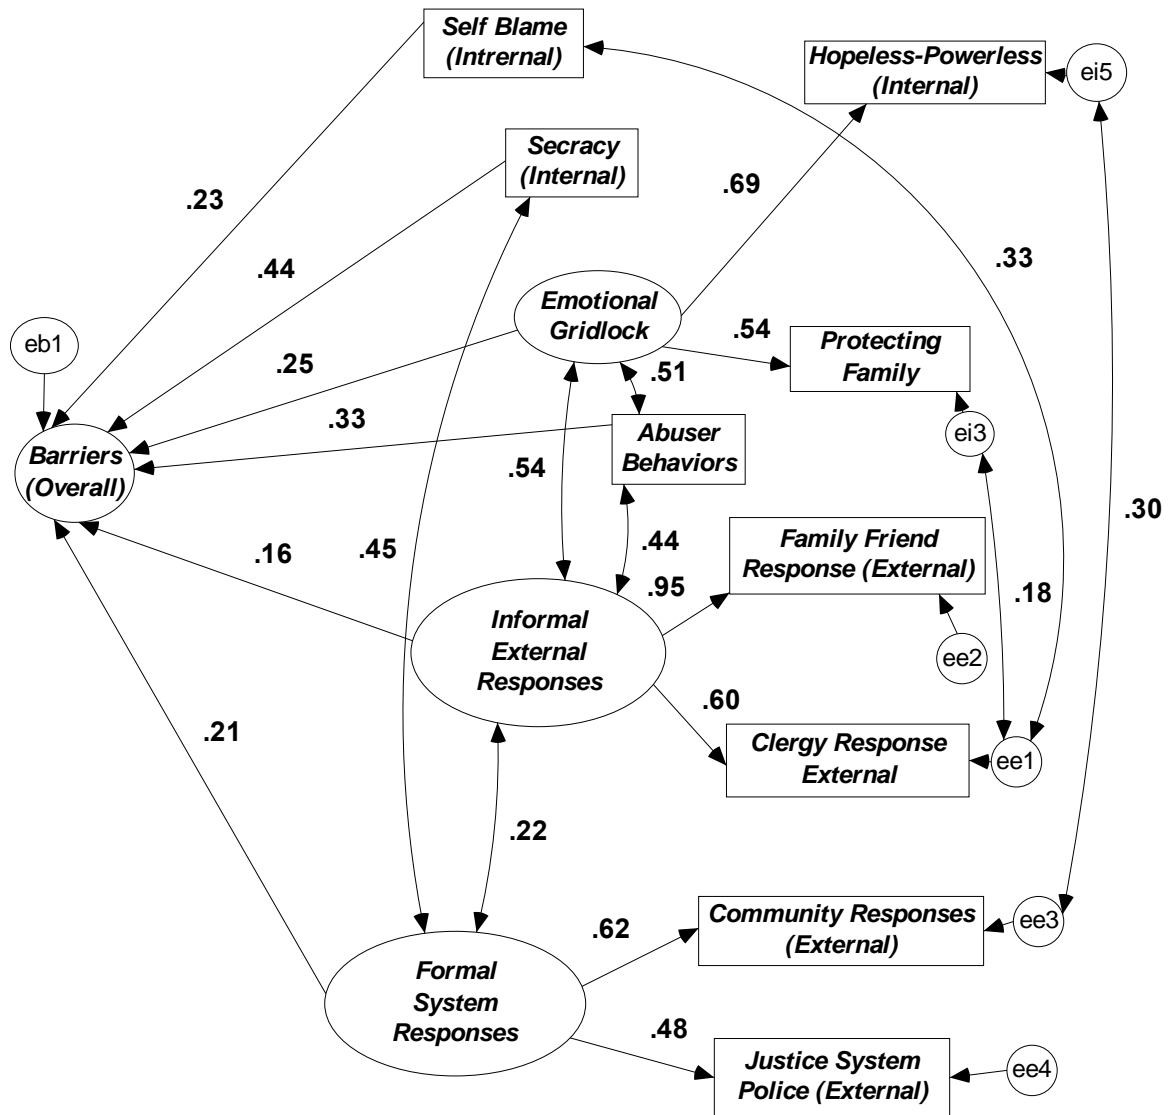 Self Blame
(Intrernal)
Hopeless-Powerless
(Internal)
ei5
Secracy
(Internal)
.69
.23
.44
.33
Emotional
Gridlock
eb1
.54
Protecting
Family
.25
.51
.33
Abuser
Behaviors
ei3
Barriers
(Overall)
.54
.30
.45
.44
Family Friend
Response (External)
.16
.95
.18
Informal
External
Responses
ee2
.60
.21
Clergy Response
External
ee1
.22
Community Responses
(External)
ee3
.62
Formal
System
Responses
.48
Justice System
Police (External)
ee4